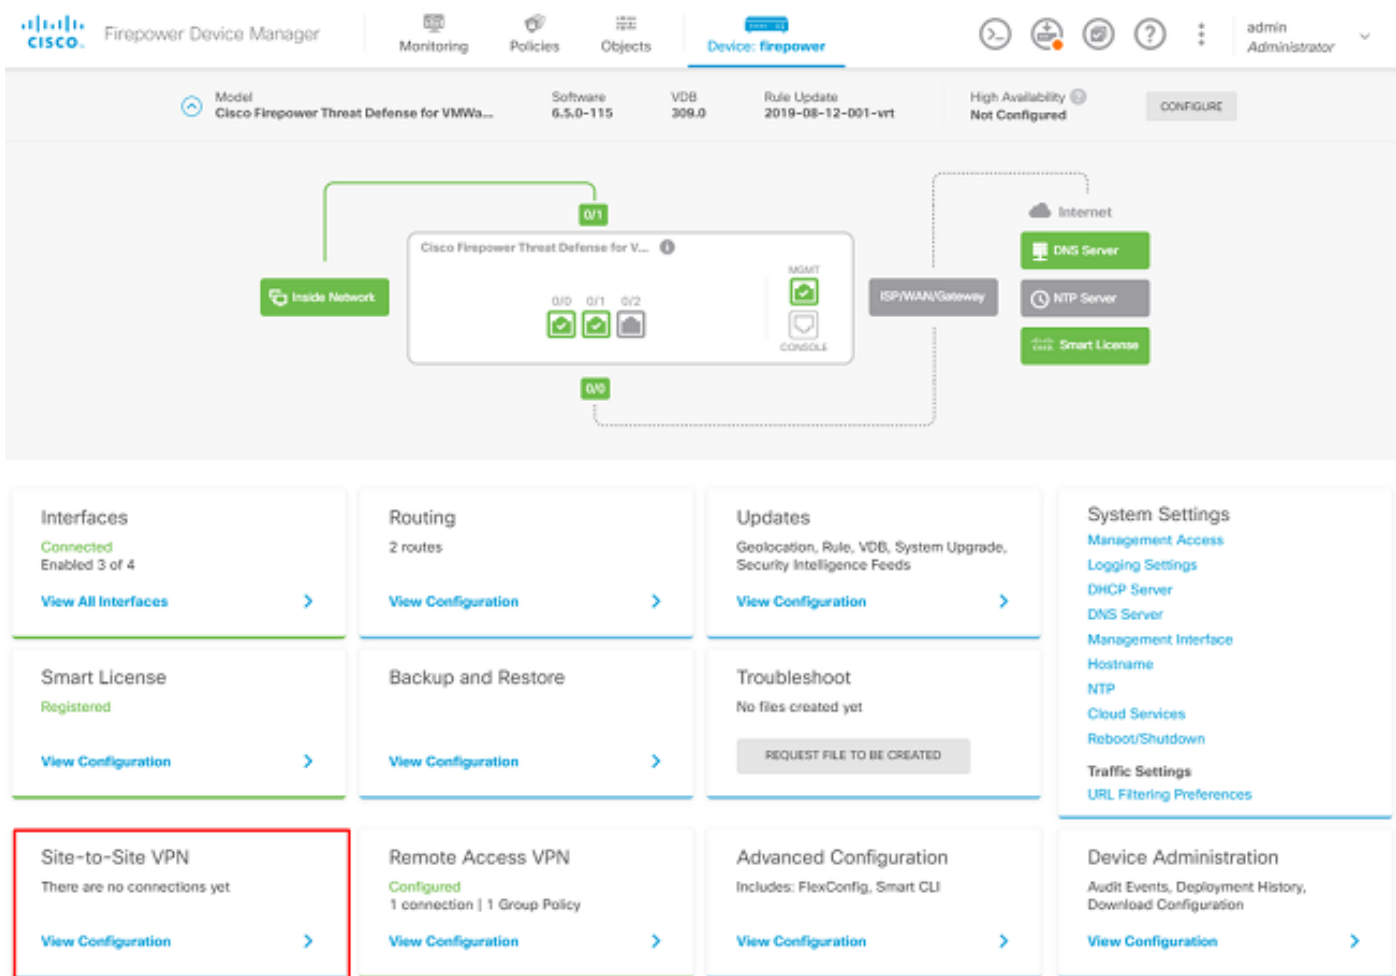 CISCO
Firepower Device Manager
Monitoring
Policies
Objects
Device: firepower
admin
Administrator
Model
Cisco Firepower Threat Defense for VMWa...
Software
6.5.0-115
VDB
309.0
Rule Update
2019-08-12-001-vrt
High Availability ?
Not Configured
CONFIGURE
0/1
Internet
Cisco Firepower Threat Defense for V...
DNS Server
MGMT
Inside Network
0/0 0/1 0/2
ISP/WAN/Gateway
NTP Server
CONSOLE
Smart License
0/0
Interfaces
Connected
Enabled 3 of 4
View All Interfaces
Routing
2 routes
View Configuration
Updates
Geolocation, Rule, VDB, System Upgrade,
Security Intelligence Feeds
View Configuration
System Settings
Management Access
Logging Settings
DHCP Server
DNS Server
Management Interface
Hostname
NTP
Cloud Services
Reboot/Shutdown
Traffic Settings
URL Filtering Preferences
Smart License
Registered
View Configuration
Backup and Restore
View Configuration
Troubleshoot
No files created yet
REQUEST FILE TO BE CREATED
Site-to-Site VPN
There are no connections yet
View Configuration
Remote Access VPN
Configured
1 connection | 1 Group Policy
View Configuration
Advanced Configuration
Includes: FlexConfig, Smart CLI
View Configuration
Device Administration
Audit Events, Deployment History,
Download Configuration
View Configuration